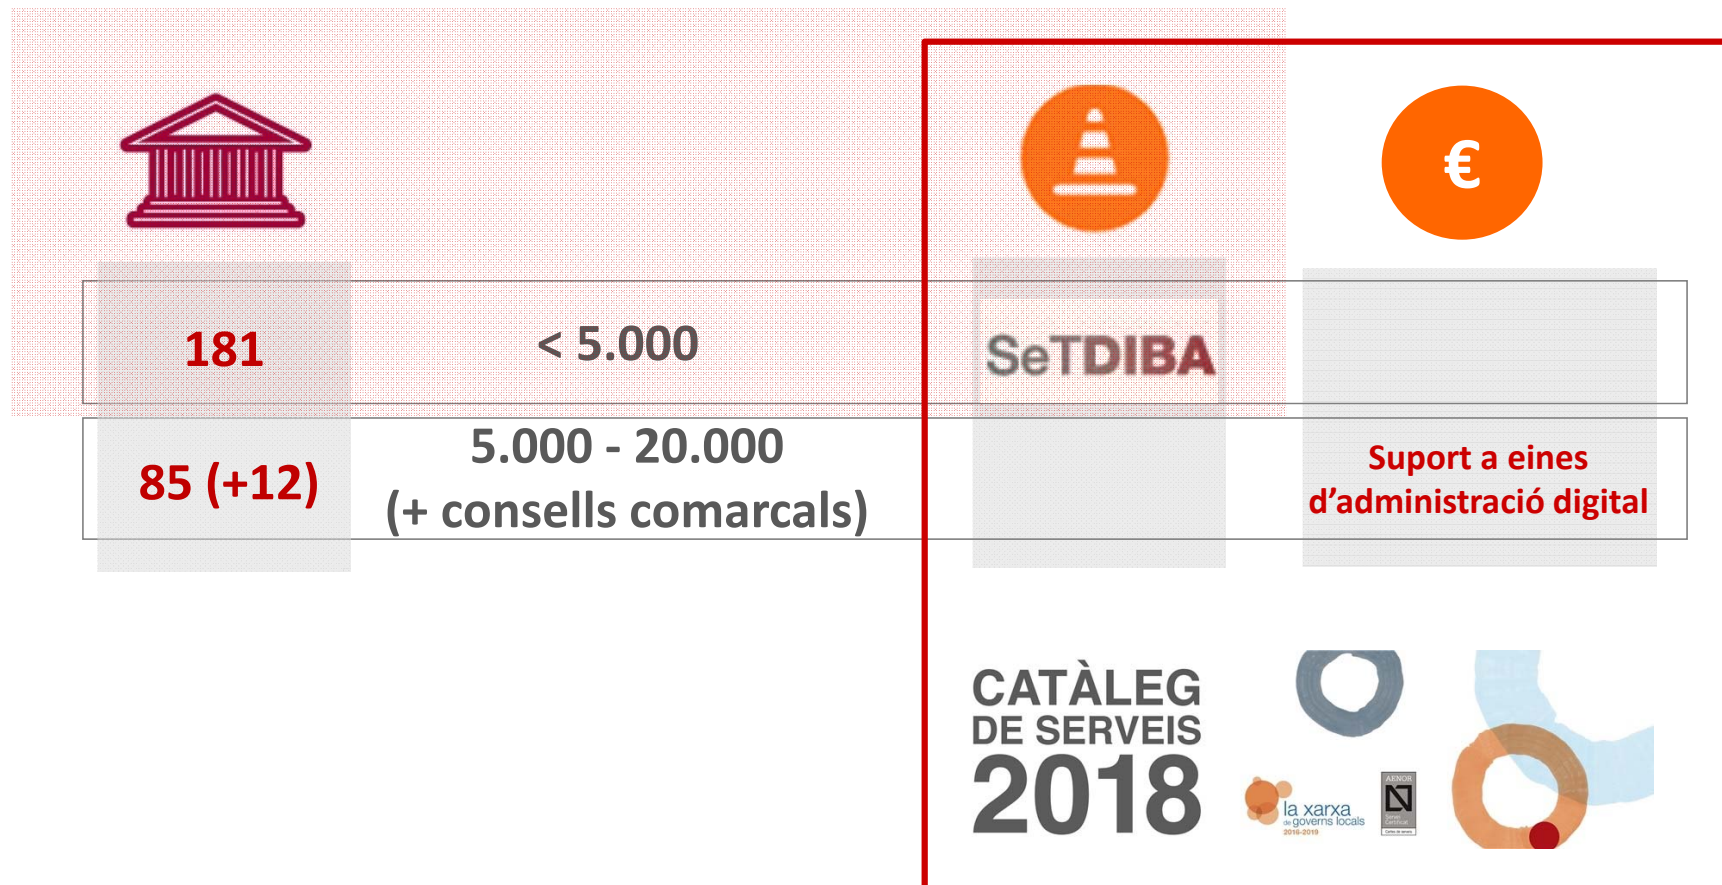 €
181
< 5.000
SeTDIBA
85 (+12)
5.000 - 20.000
(+ consells comarcals)
Suport a eines
d’administració digital
CATÀLEG
DE SERVEIS
2018
la xarxa
de governs locals
2016-2019
AENOR